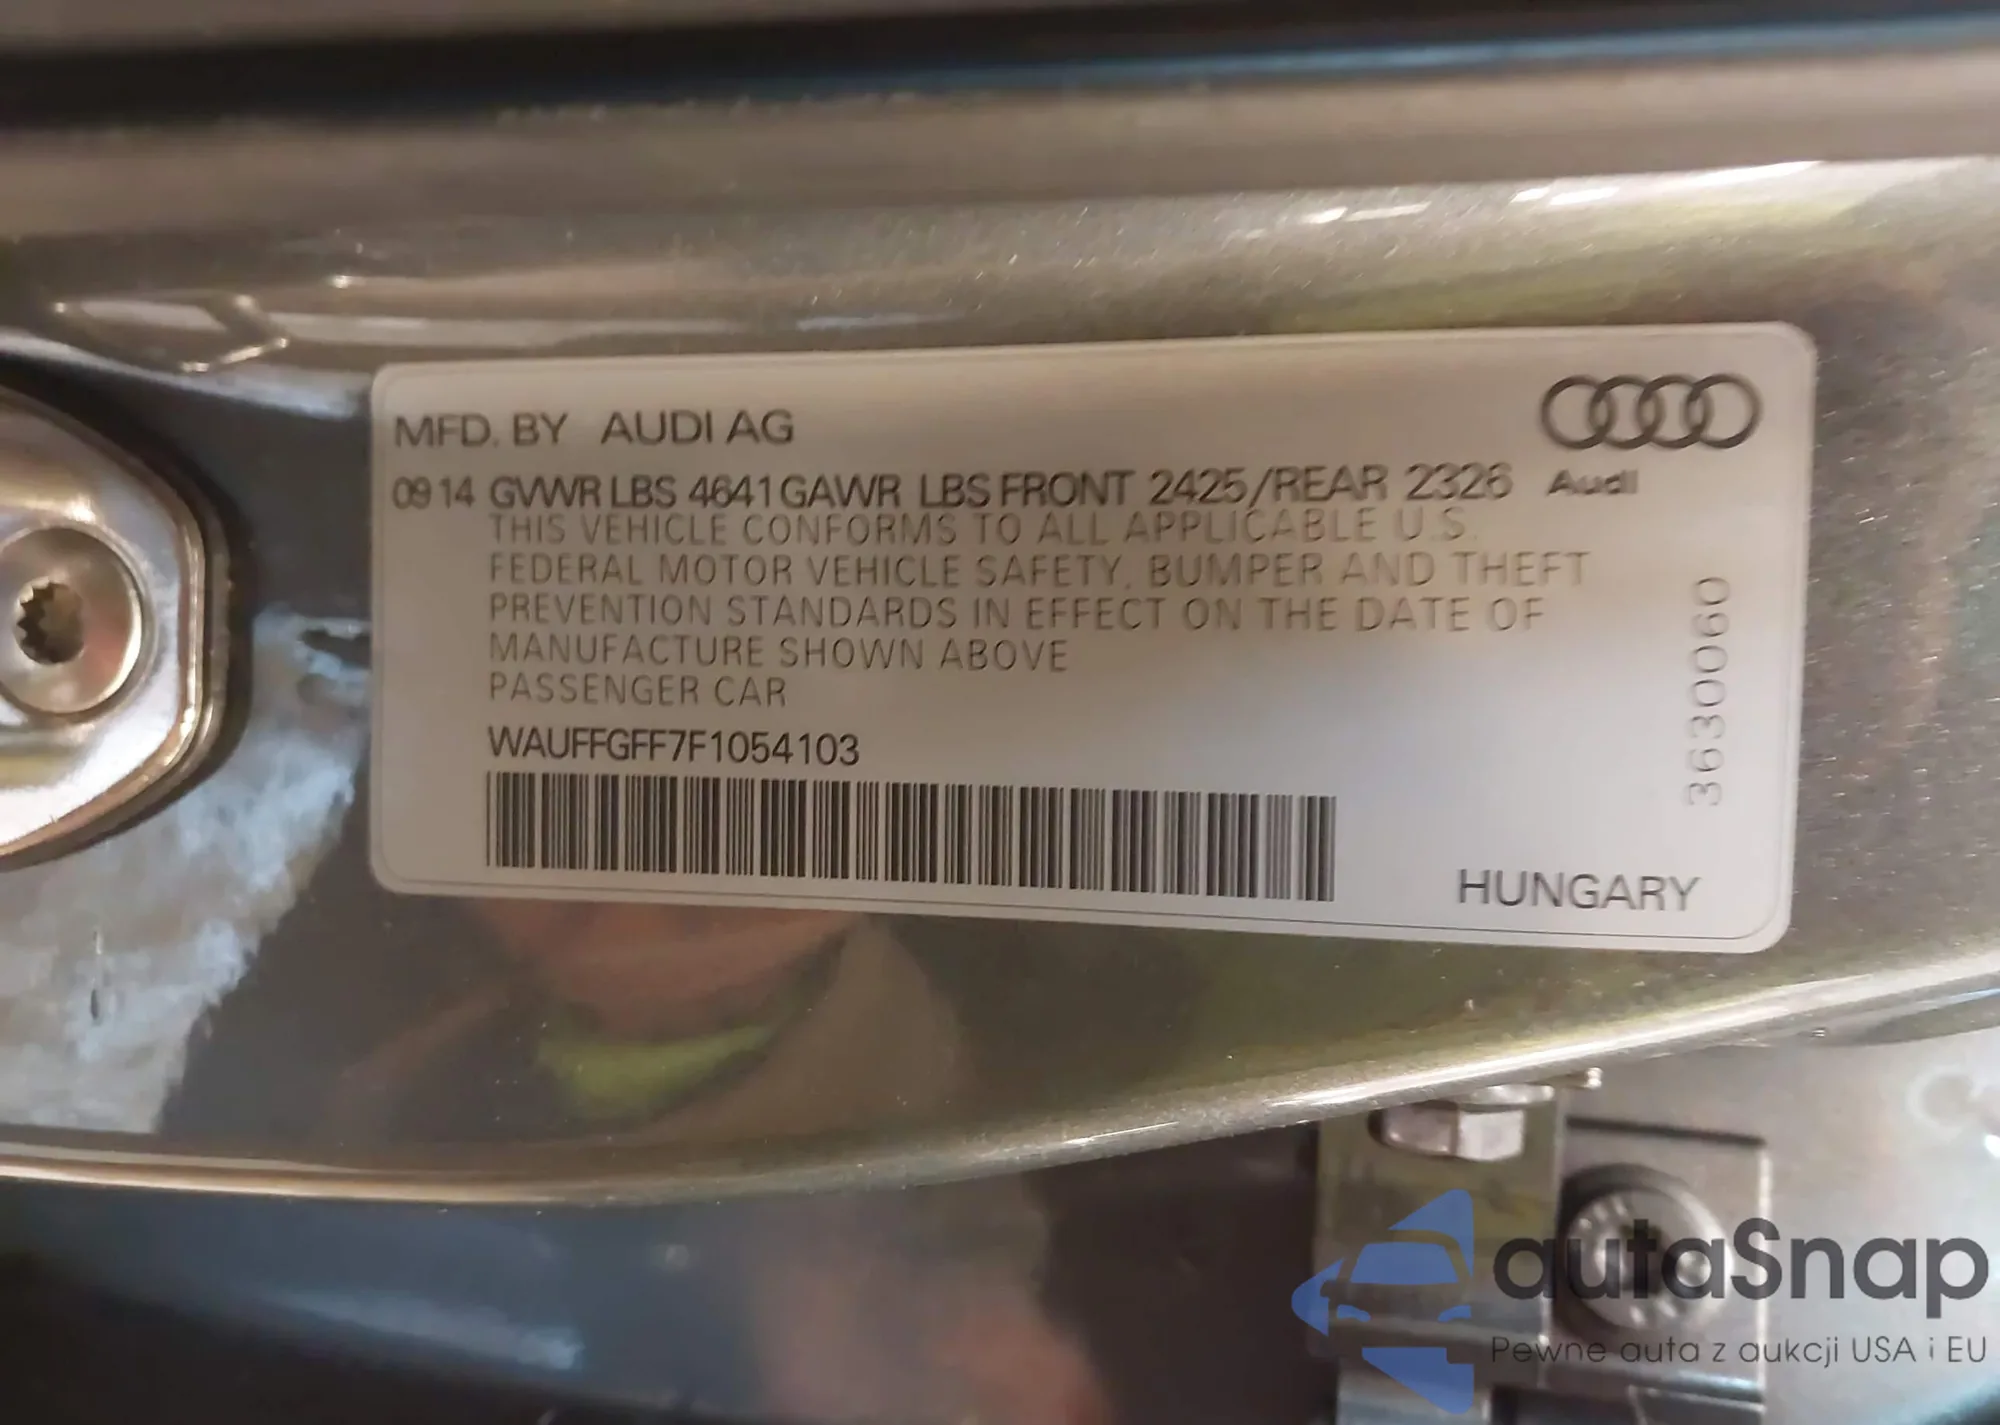 MFD. BY AUDI AG
0914 GVWR LBS 4641 GAWR LBS FRONT 2425/REAR 2326
Audi
THIS VEHICLE CONFORMS TO ALL APPLICABLE U.S.
FEDERAL MOTOR VEHICLE SAFETY, BUMPER AND THEFT
PREVENTION STANDARDS IN EFFECT ON THE DATE OF
MANUFACTURE SHOWN ABOVE
PASSENGER CAR
WAUFFGFF7F1054103
3630060
HUNGARY
autaSnap
Pewne auta z aukcji USA i EU